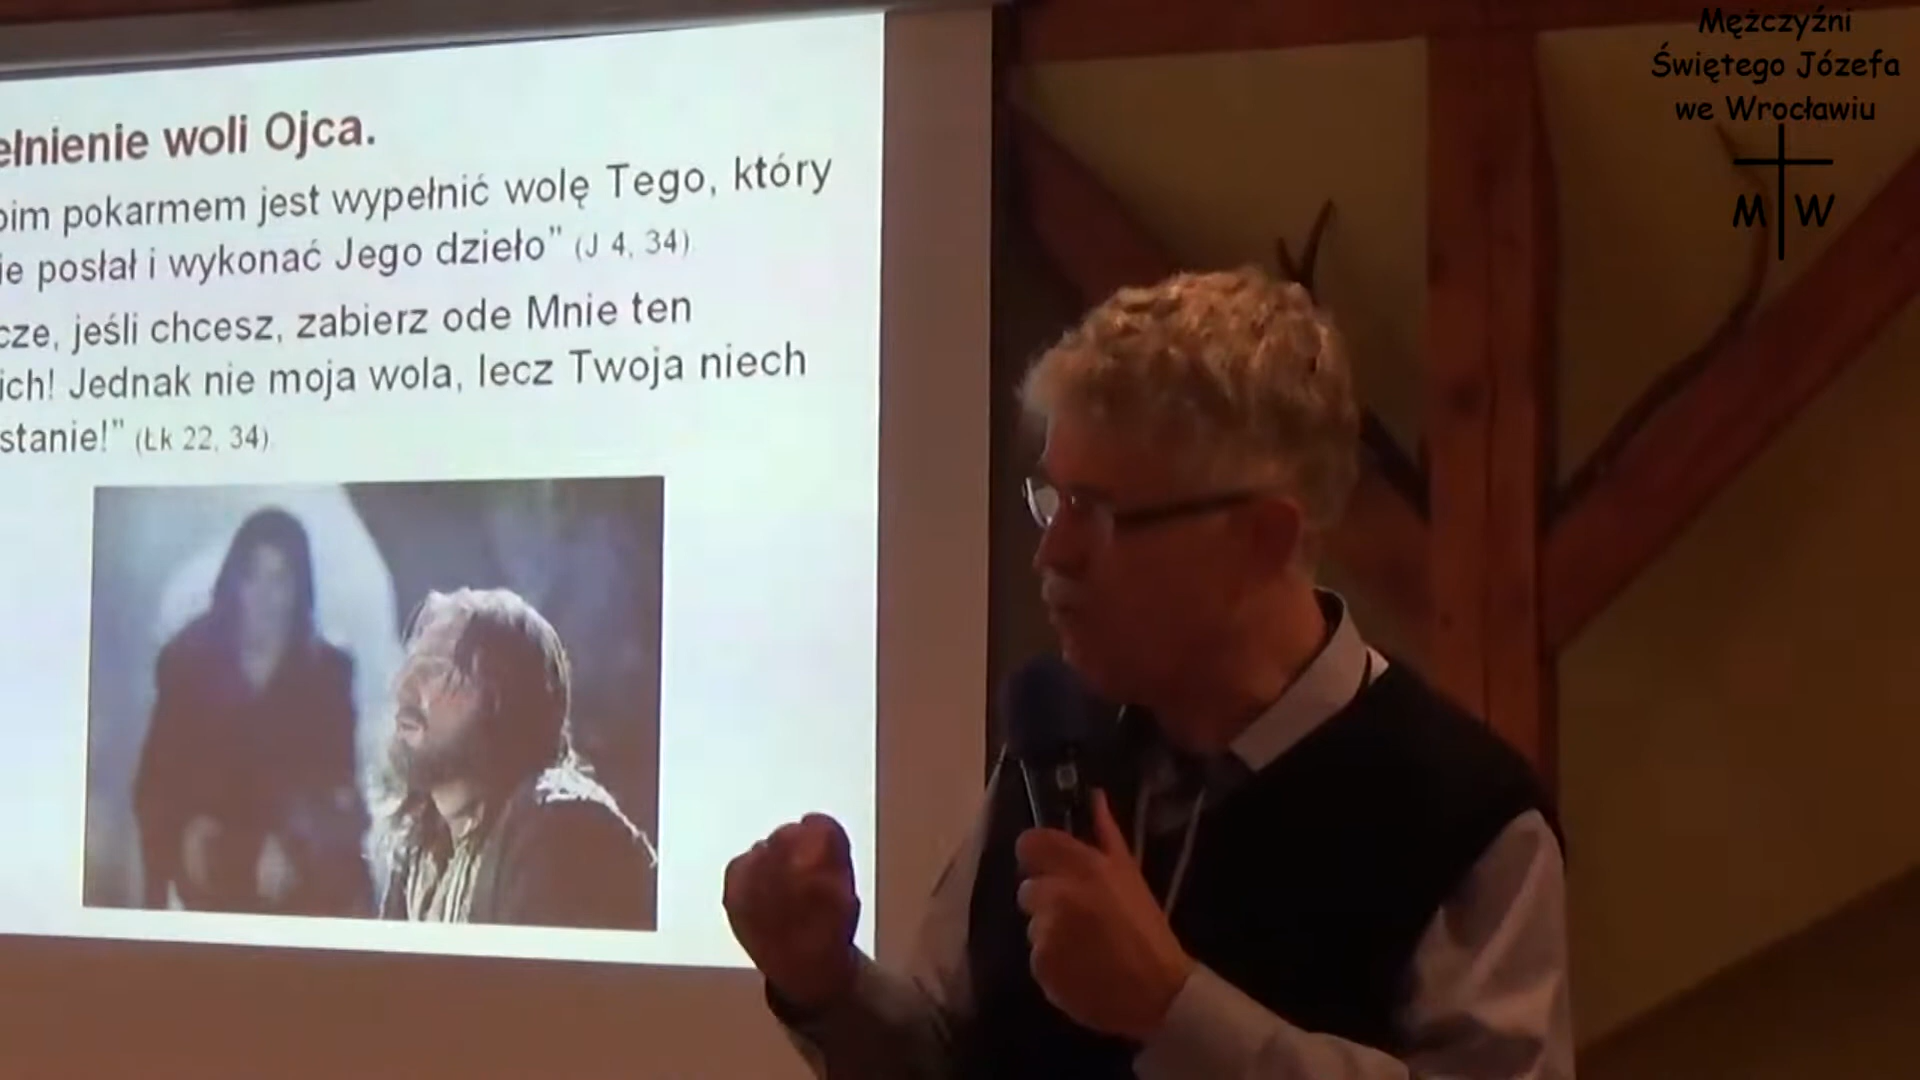 ełnienie woli Ojca.
oim pokarmem jest wypełnić wolę Tego, który
ie posłał i wykonać Jego dzieło" (J 4, 34).
cze, jeśli chcesz, zabierz ode Mnie ten
ich! Jednak nie moja wola, lecz Twoja niech
stanie!" (Łk 22, 34).
Mężczyźni
Świętego Józefa
we Wrocławiu
M W